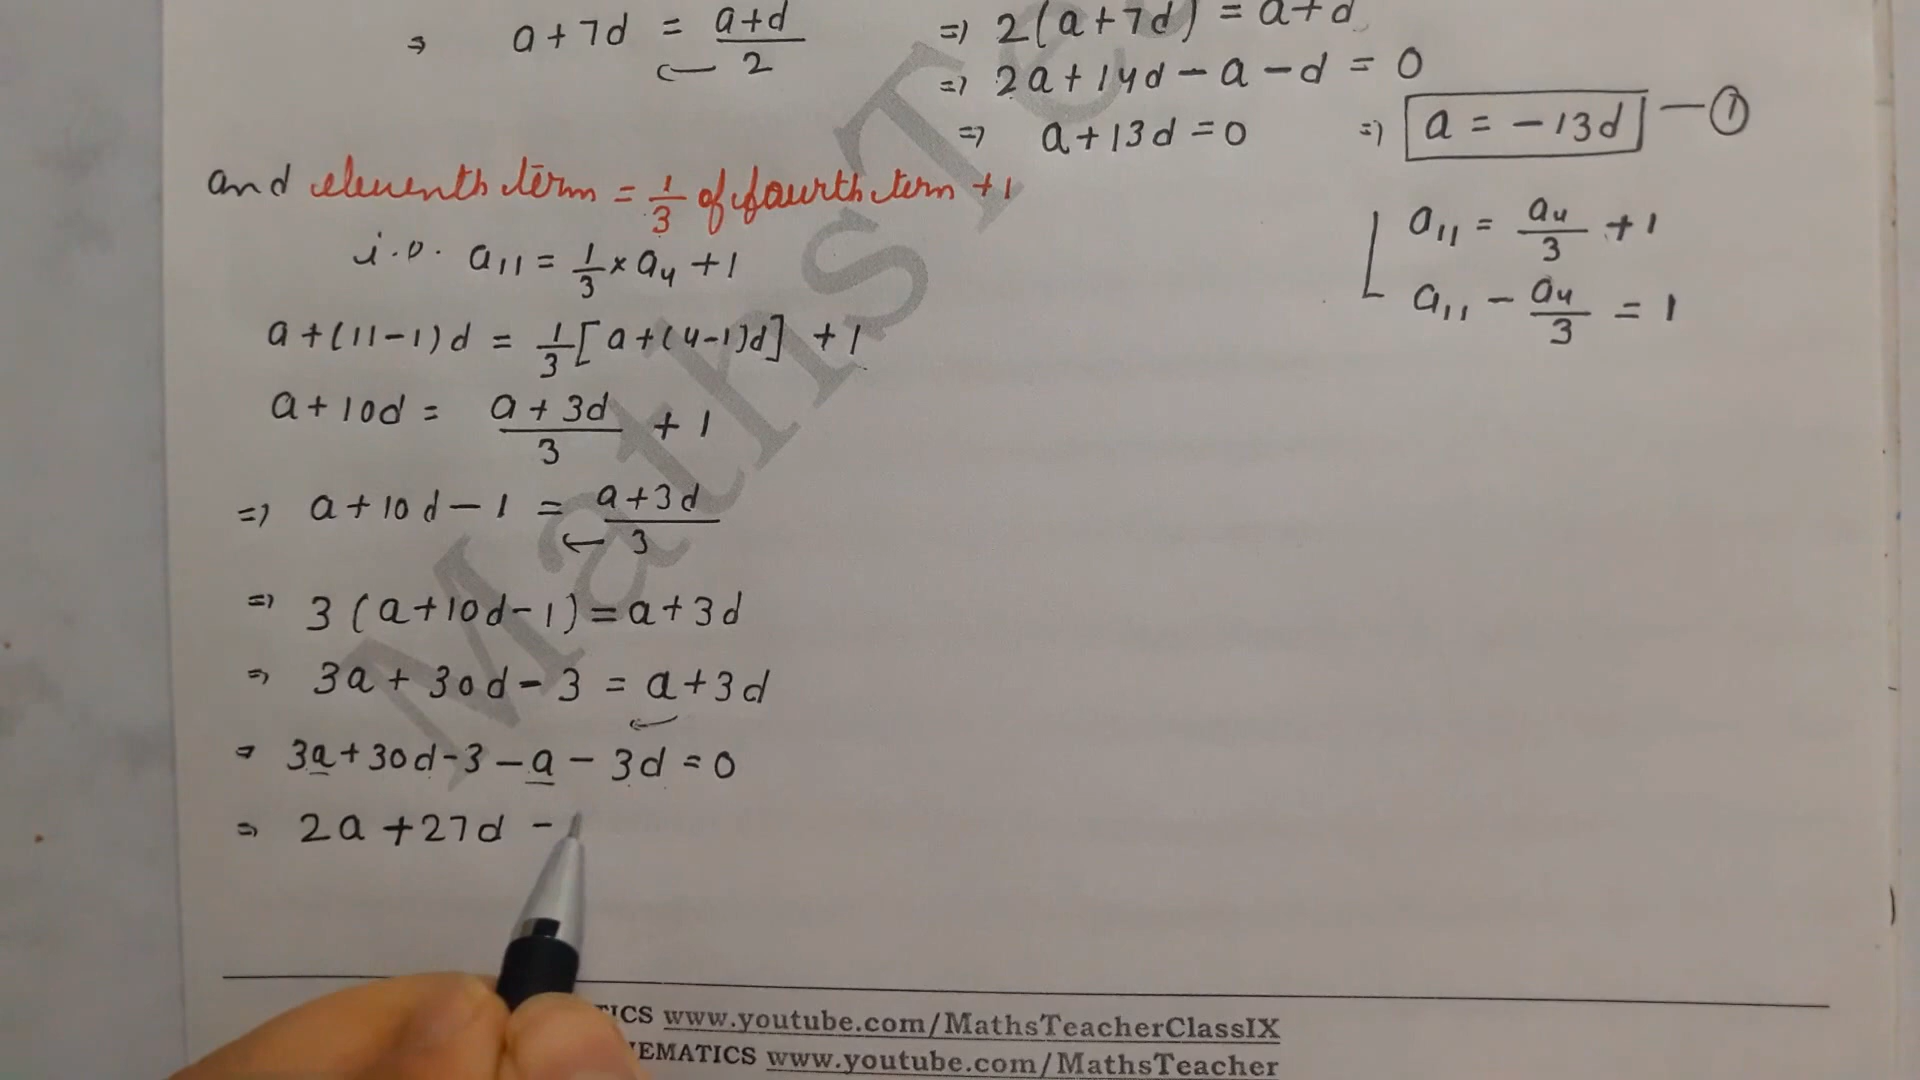 ⇒ a+7d = (a+d)/2 ⇒ 2(a+7d) = a+d
⇒ 2a+14d-a-d = 0
⇒ a+13d=0 ⇒ a = -13d — ①
and eleventh term = 1/3 of fourth term +1
i.e. a₁₁ = 1/3 × a₄ +1
a₁₁ = a₄/3 + 1
a₁₁ - a₄/3 = 1
a+(11-1)d = 1/3[a+(4-1)d] +1
a+10d = (a+3d)/3 + 1
⇒ a+10d-1 = (a+3d)/3
⇒ 3(a+10d-1)=a+3d
⇒ 3a+30d-3 = a+3d
⇒ 3a+30d-3-a-3d=0
⇒ 2a+27d -
www.youtube.com/MathsTeacherClassIX
www.youtube.com/MathsTeacher